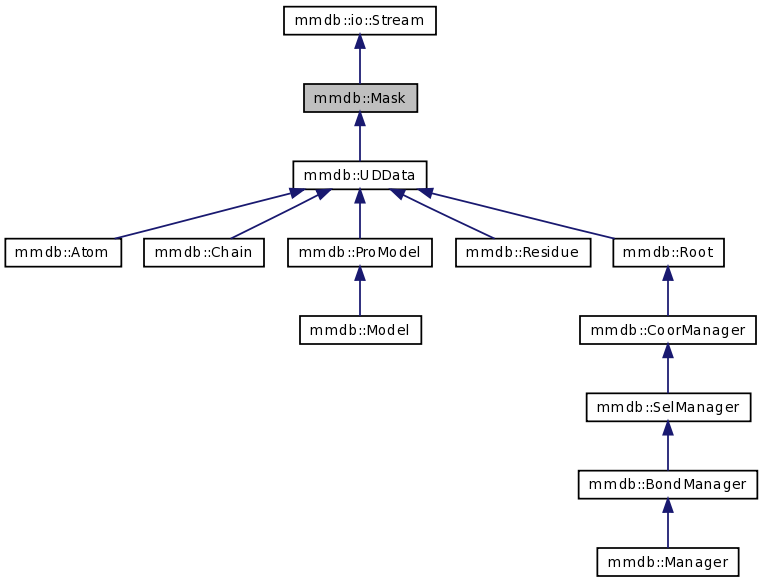 mmdb::io::Stream
mmdb::Mask
mmdb::UDData
mmdb::Atom
mmdb::Chain
mmdb::ProModel
mmdb::Residue
mmdb::Root
mmdb::Model
mmdb::CoorManager
mmdb::SelManager
mmdb::BondManager
mmdb::Manager